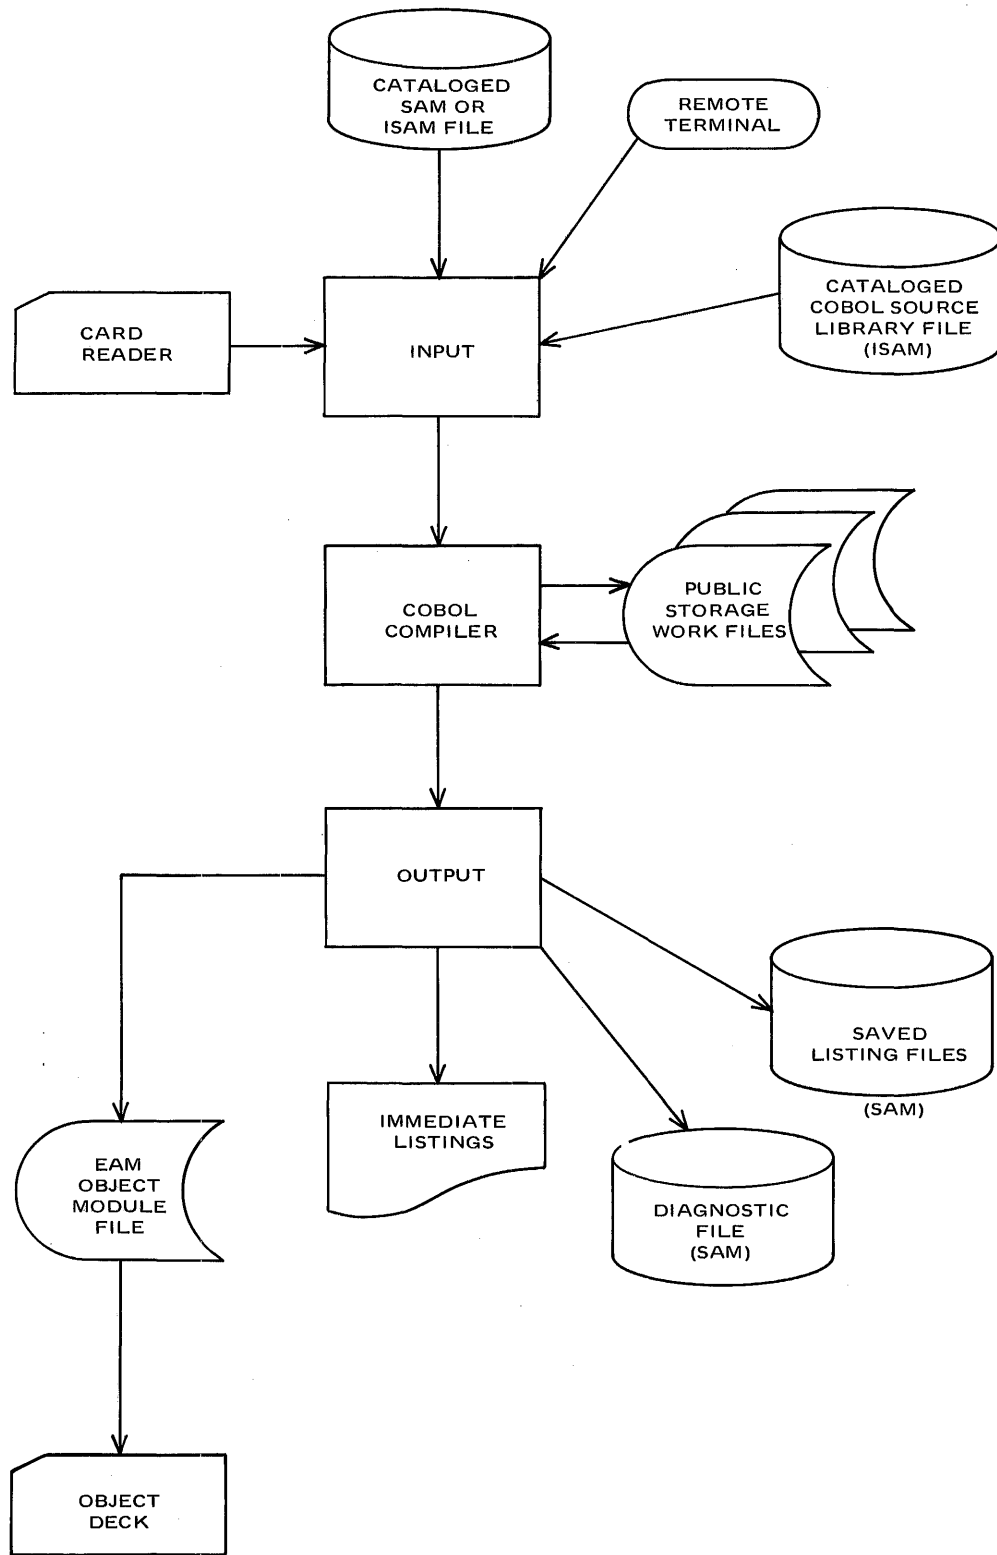 CATALOGED
SAM OR
ISAM FILE
REMOTE
TERMINAL
CATALOGED
COBOL SOURCE
LIBRARY FILE
(ISAM)
CARD
READER
INPUT
COBOL
COMPILER
PUBLIC
STORAGE
WORK FILES
OUTPUT
SAVED
LISTING FILES
(SAM)
IMMEDIATE
LISTINGS
EAM
OBJECT
MODULE
FILE
DIAGNOSTIC
FILE
(SAM)
OBJECT
DECK